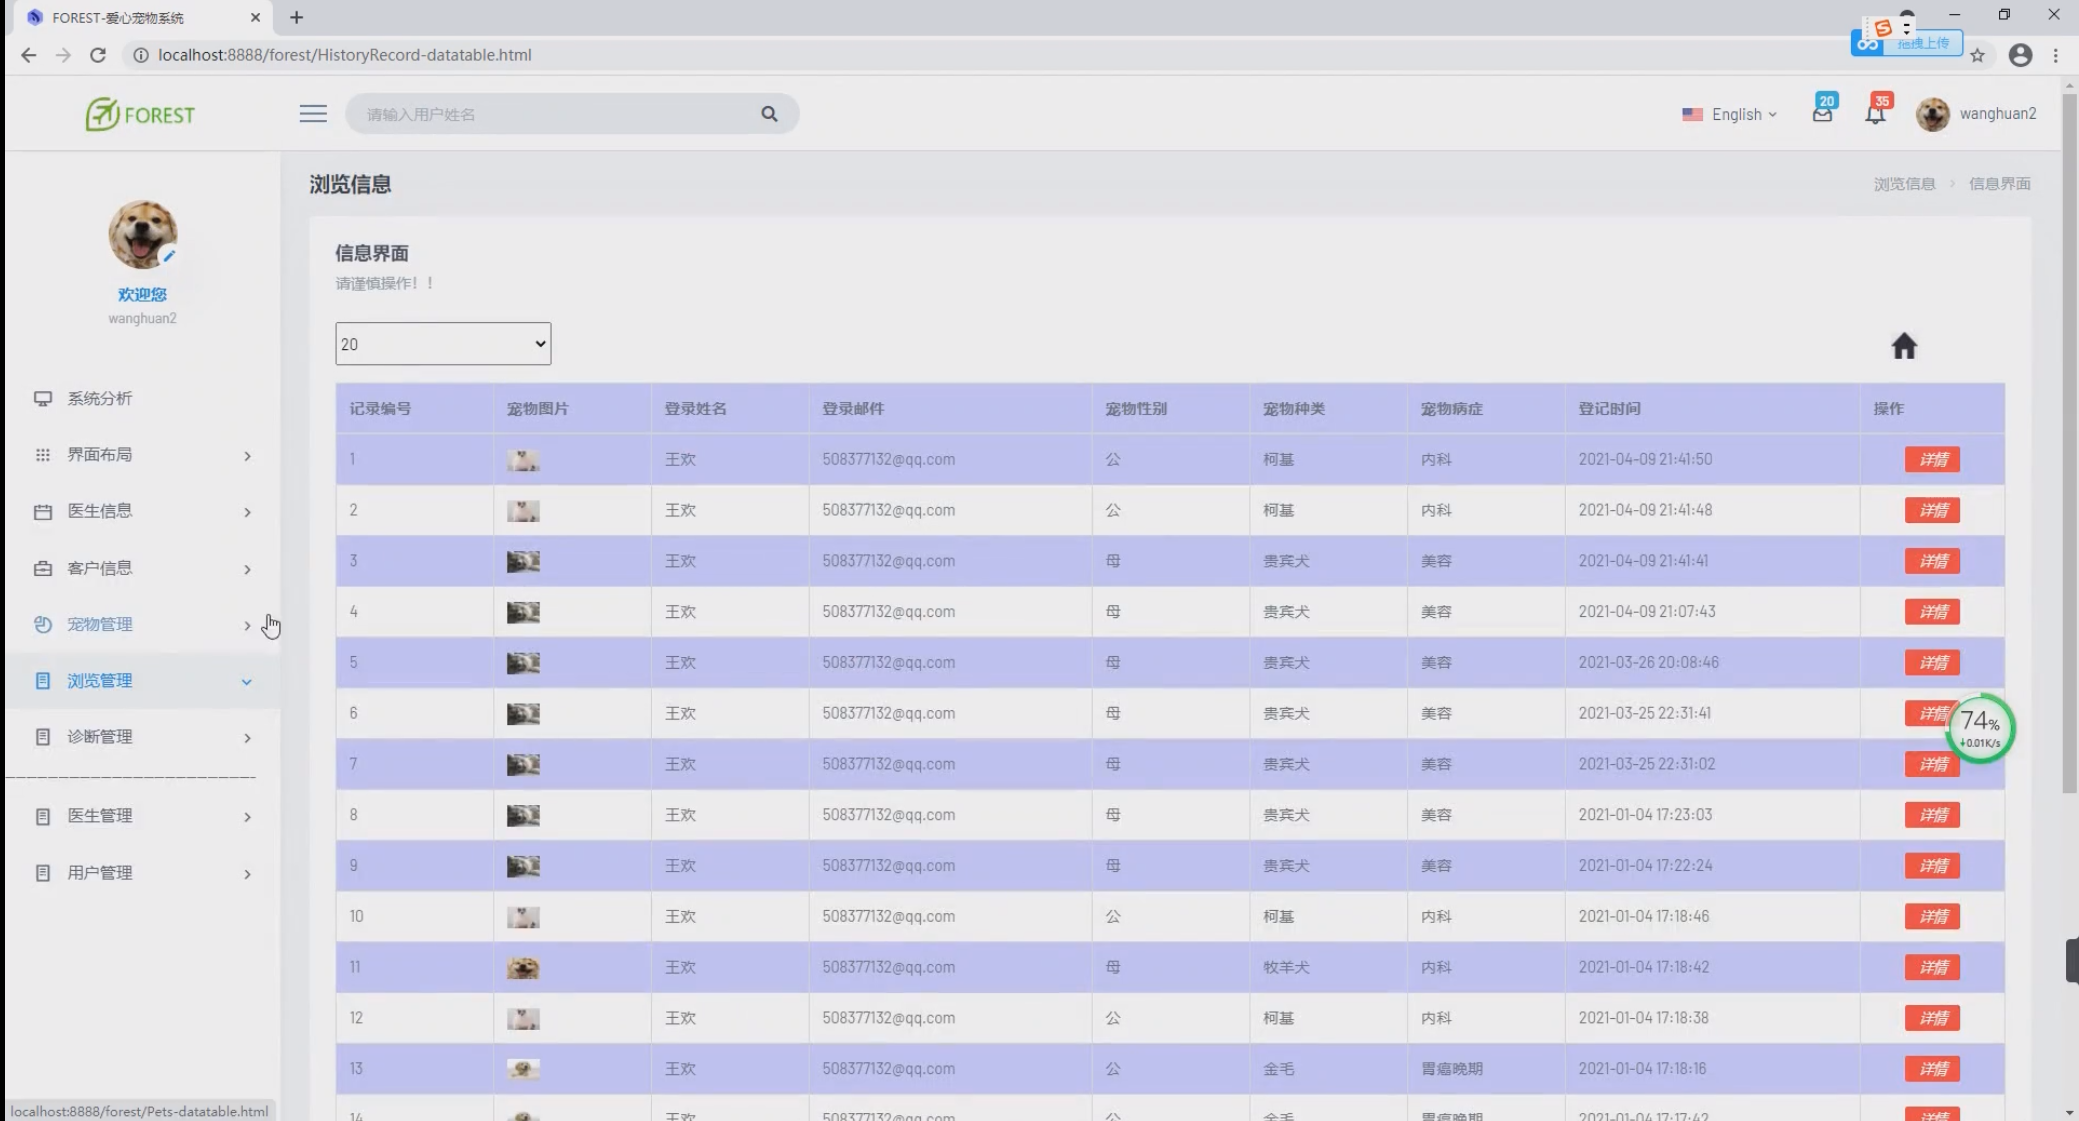 FOREST-爱心宠物系统
拖拽上传
localhost:8888/forest/HistoryRecord-datatable.html
FOREST
请输入用户姓名
English
20
35
wanghuan2
浏览信息
浏览信息 > 信息界面
欢迎您
wanghuan2
系统分析
界面布局
医生信息
客户信息
宠物管理
浏览管理
诊断管理
医生管理
用户管理
信息界面
请谨慎操作！！
20
记录编号 宠物图片 登录姓名 登录邮件 宠物性别 宠物种类 宠物病症 登记时间 操作
1 王欢 508377132@qq.com 公 柯基 内科 2021-04-09 21:41:50 详情
2 王欢 508377132@qq.com 公 柯基 内科 2021-04-09 21:41:48 详情
3 王欢 508377132@qq.com 母 贵宾犬 美容 2021-04-09 21:41:41 详情
4 王欢 508377132@qq.com 母 贵宾犬 美容 2021-04-09 21:07:43 详情
5 王欢 508377132@qq.com 母 贵宾犬 美容 2021-03-26 20:08:46 详情
6 王欢 508377132@qq.com 母 贵宾犬 美容 2021-03-25 22:31:41 详情
7 王欢 508377132@qq.com 母 贵宾犬 美容 2021-03-25 22:31:02 详情
8 王欢 508377132@qq.com 母 贵宾犬 美容 2021-01-04 17:23:03 详情
9 王欢 508377132@qq.com 母 贵宾犬 美容 2021-01-04 17:22:24 详情
10 王欢 508377132@qq.com 公 柯基 内科 2021-01-04 17:18:46 详情
11 王欢 508377132@qq.com 母 牧羊犬 内科 2021-01-04 17:18:42 详情
12 王欢 508377132@qq.com 公 柯基 内科 2021-01-04 17:18:38 详情
13 王欢 508377132@qq.com 公 金毛 胃癌晚期 2021-01-04 17:18:16 详情
14 王欢 508377132@qq.com 公 金毛 胃癌晚期 2021-01-04 17:17:42 详情
74%
0.01K/s
localhost:8888/forest/Pets-datatable.html